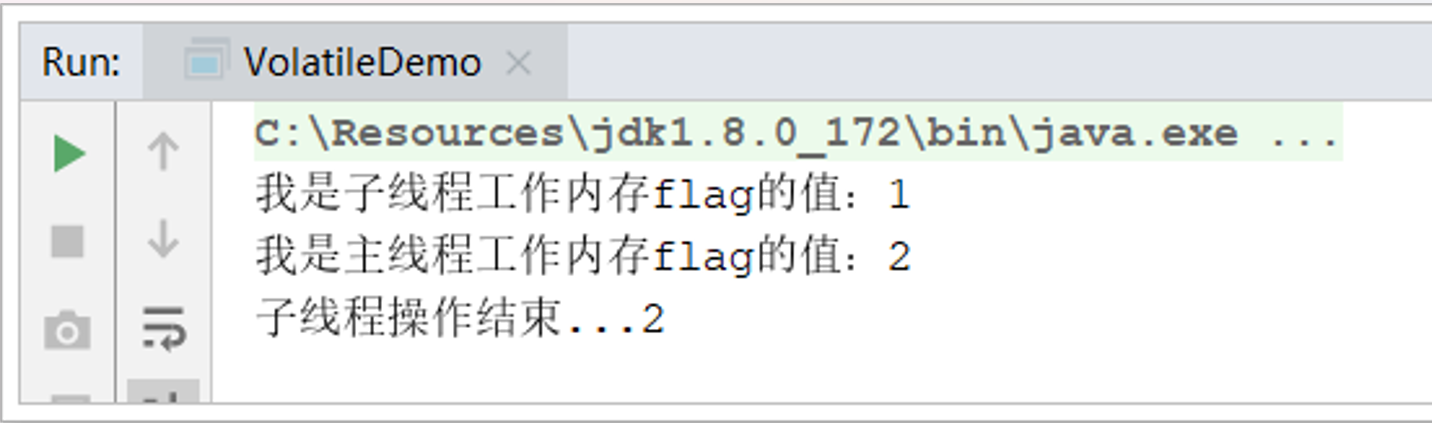 Run: VolatileDemo
C:\Resources\jdk1.8.0_172\bin\java.exe ...
我是子线程工作内存flag的值：1
我是主线程工作内存flag的值：2
子线程操作结束...2